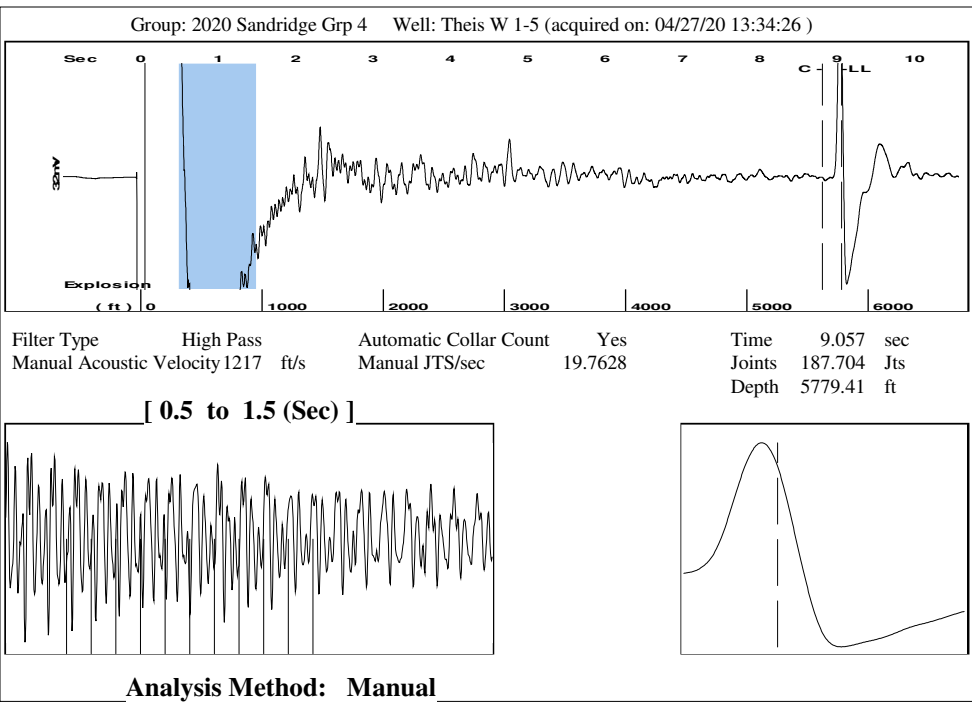 Group: 2020 Sandridge Grp 4 Well: Theis W 1-5 (acquired on: 04/27/20 13:34:26 )
Sec 0 1 2 3 4 5 6 7 8 9 10
C - -LL
mV
Explosion
( ft ) 0 1000 2000 3000 4000 5000 6000
Filter Type High Pass Automatic Collar Count Yes Time 9.057 sec
Manual Acoustic Velocity 1217 ft/s Manual JTS/sec 19.7628 Joints 187.704 Jts
Depth 5779.41 ft
[ 0.5 to 1.5 (Sec) ]
Analysis Method: Manual